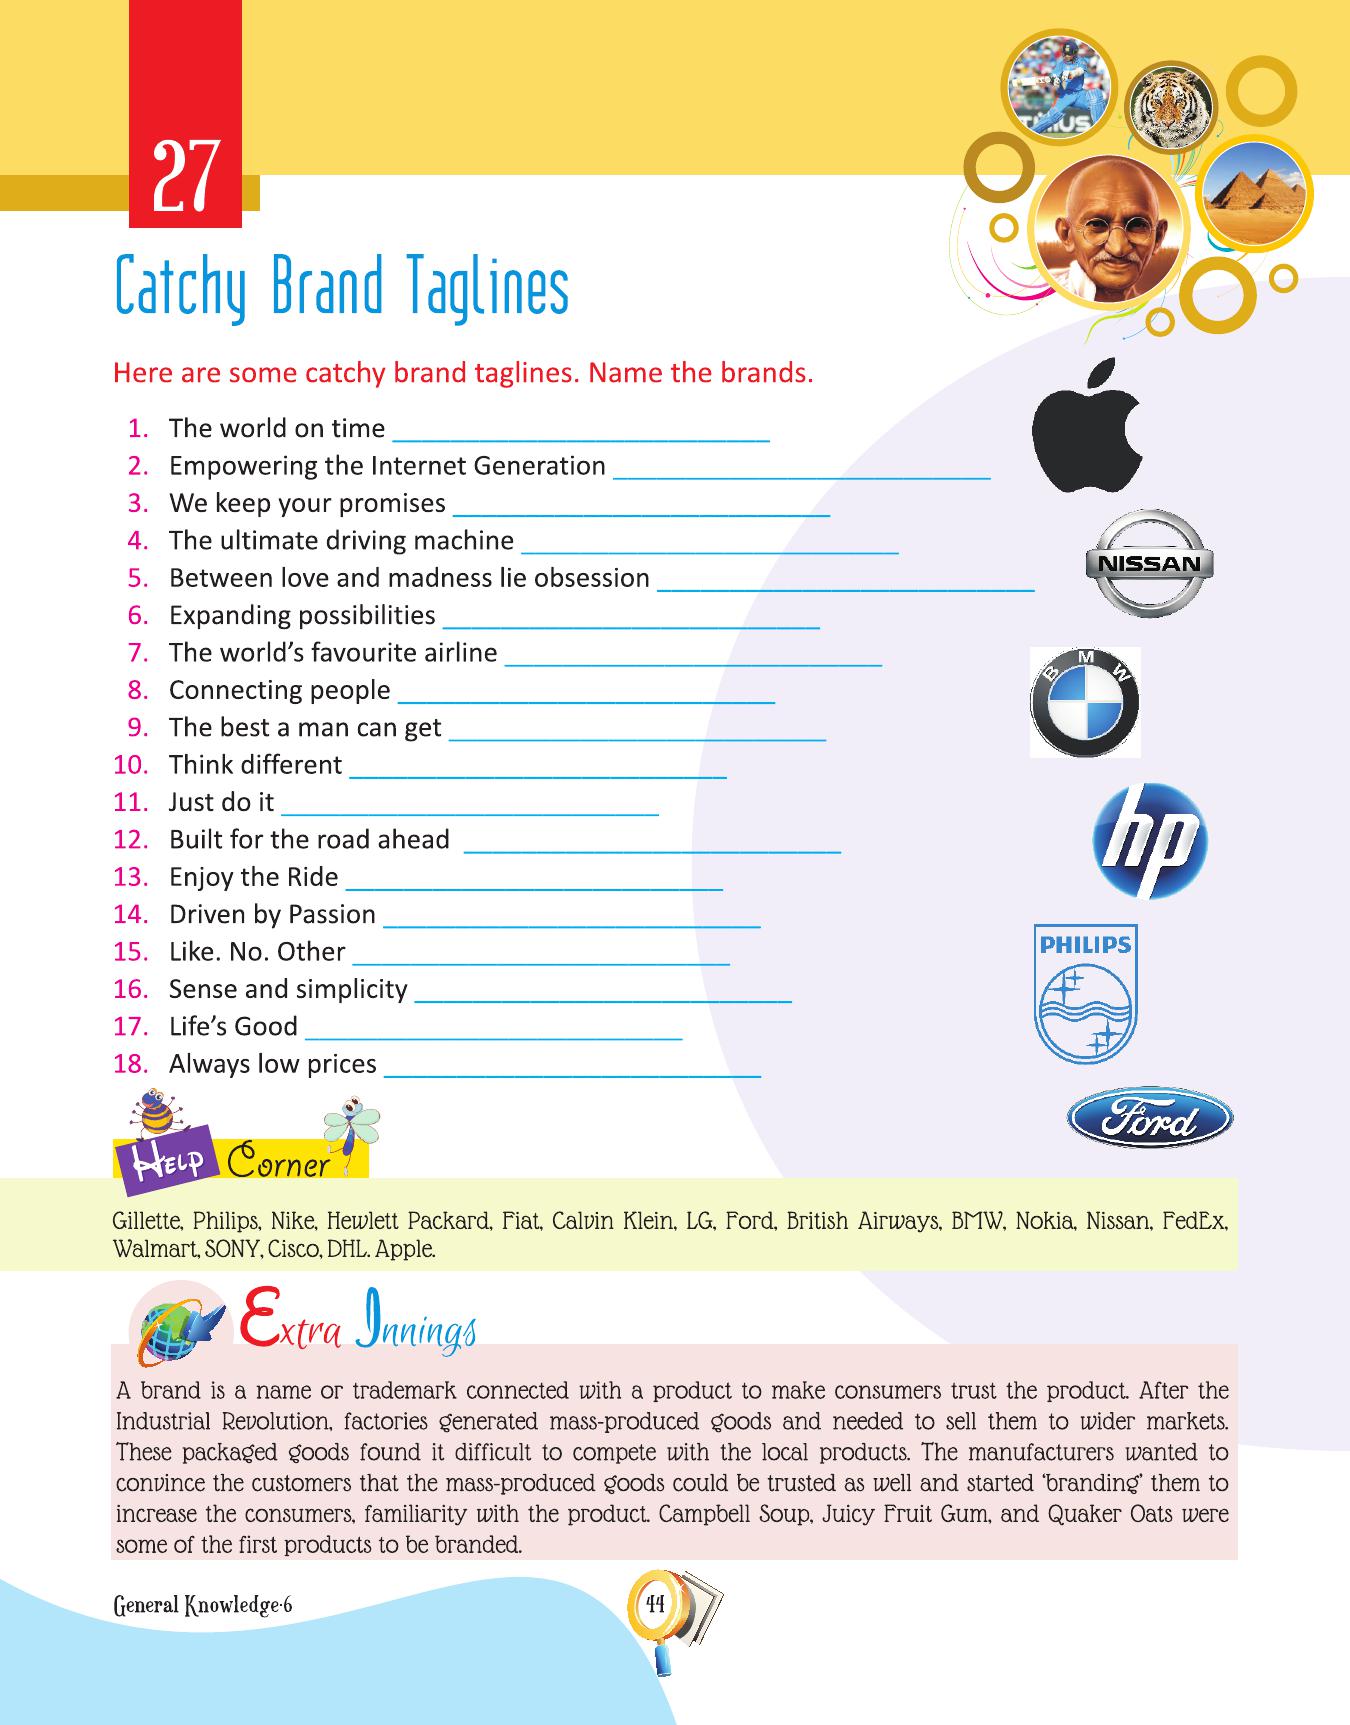 27
Catchy Brand Taglines
Here are some catchy brand taglines. Name the brands.
1. The world on time ___________________________
2. Empowering the Internet Generation ___________________________
3. We keep your promises ___________________________
4. The ultimate driving machine ___________________________
5. Between love and madness lie obsession ___________________________
6. Expanding possibilities ___________________________
7. The world’s favourite airline ___________________________
8. Connecting people ___________________________
9. The best a man can get ___________________________
10. Think different ___________________________
11. Just do it ___________________________
12. Built for the road ahead ___________________________
13. Enjoy the Ride ___________________________
14. Driven by Passion ___________________________
15. Like. No. Other ___________________________
16. Sense and simplicity ___________________________
17. Life’s Good ___________________________
18. Always low prices ___________________________
NISSAN
BMW
hp
PHILIPS
Ford
Help Corner
Gillette, Philips, Nike, Hewlett Packard, Fiat, Calvin Klein, LG, Ford, British Airways, BMW, Nokia, Nissan, FedEx,
Walmart, SONY, Cisco, DHL. Apple.
Extra Innings
A brand is a name or trademark connected with a product to make consumers trust the product. After the
Industrial Revolution, factories generated mass-produced goods and needed to sell them to wider markets.
These packaged goods found it difficult to compete with the local products. The manufacturers wanted to
convince the customers that the mass-produced goods could be trusted as well and started ‘branding’ them to
increase the consumers, familiarity with the product. Campbell Soup, Juicy Fruit Gum, and Quaker Oats were
some of the first products to be branded.
General Knowledge-6
44